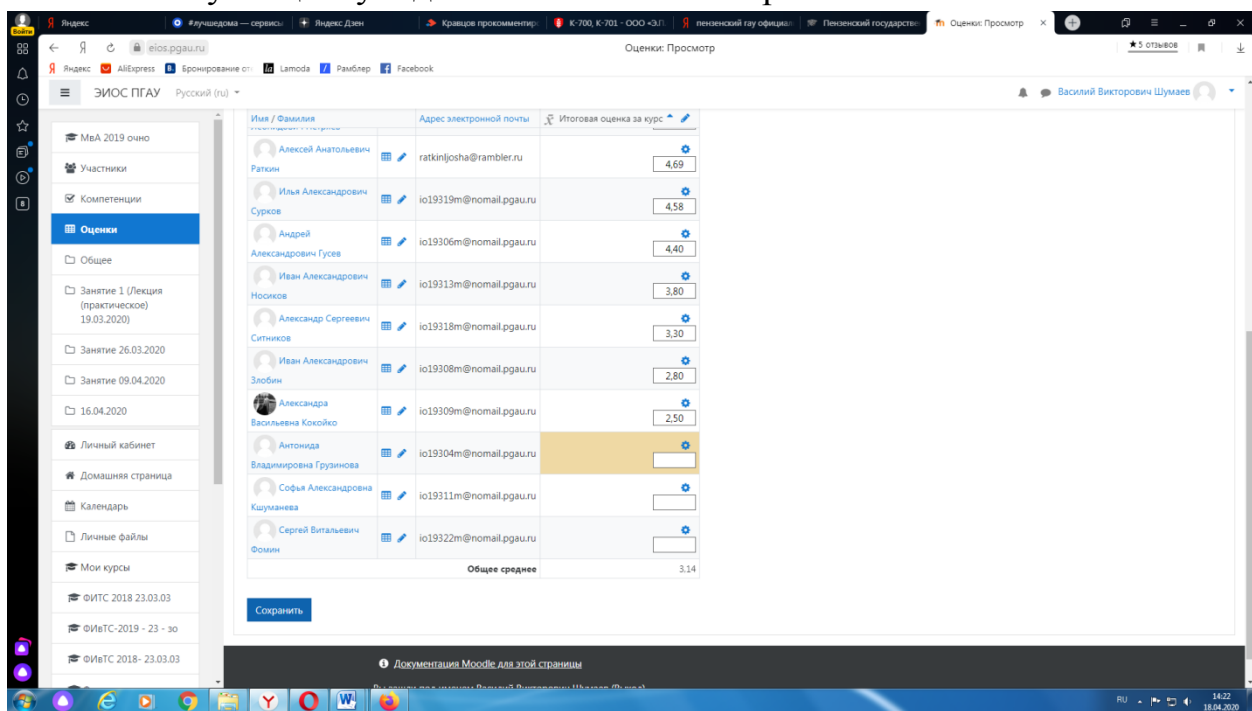 Яндекс
#лучшедома — сервисы
Яндекс Дзен
Кравцов прокомментир
К-700, К-701 - ООО «ЭЛ
пензенский гау официал
Пензенский государстве
Оценки: Просмотр
Войти
eios.pgau.ru
Оценки: Просмотр
★5 отзывов
Яндекс
AliExpress
Бронирование от
Lamoda
Рамблер
Facebook
ЭИОС ПГАУ Русский (ru)
Василий Викторович Шумаев
МвА 2019 очно
Участники
Компетенции
Оценки
Общее
Занятие 1 (Лекция
(практическое)
19.03.2020)
Занятие 26.03.2020
Занятие 09.04.2020
16.04.2020
Личный кабинет
Домашняя страница
Календарь
Личные файлы
Мои курсы
ФИТС 2018 23.03.03
ФИвТС-2019 - 23 - зо
ФИвТС 2018- 23.03.03
Имя / Фамилия Адрес электронной почты Итоговая оценка за курс
Алексей Анатольевич
Раткин
ratkinljosha@rambler.ru
4,69
Илья Александрович
Сурков
io19319m@nomail.pgau.ru
4,58
Андрей
Александрович Гусев
io19306m@nomail.pgau.ru
4,40
Иван Александрович
Носиков
io19313m@nomail.pgau.ru
3,80
Александр Сергеевич
Ситников
io19318m@nomail.pgau.ru
3,30
Иван Александрович
Злобин
io19308m@nomail.pgau.ru
2,80
Александра
Васильевна Кокойко
io19309m@nomail.pgau.ru
2,50
Антонида
Владимировна Грузинова
io19304m@nomail.pgau.ru
Софья Александровна
Кшуманева
io19311m@nomail.pgau.ru
Сергей Витальевич
Фомин
io19322m@nomail.pgau.ru
Общее среднее 3,14
Сохранить
Документация Moodle для этой страницы
RU
14:22
18.04.2020